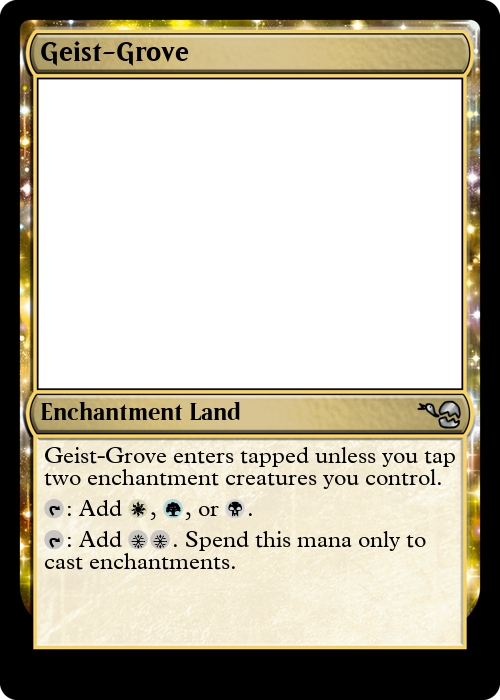 Geist-Grove
Enchantment Land
Geist-Grove enters tapped unless you tap
two enchantment creatures you control.
: Add , , or .
: Add . Spend this mana only to
cast enchantments.